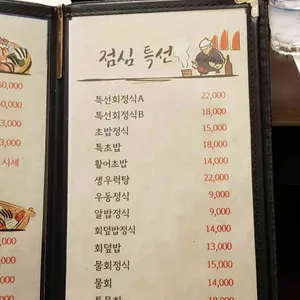 점심 특선
특선회정식A 22,000
특선회정식B 18,000
초밥정식 15,000
특초밥 18,000
활어초밥 14,000
생우럭탕 22,000
우동정식 9,000
알밥정식 9,000
회덮밥정식 14,000
회덮밥 13,000
물회정식 15,000
물회 14,000
시세